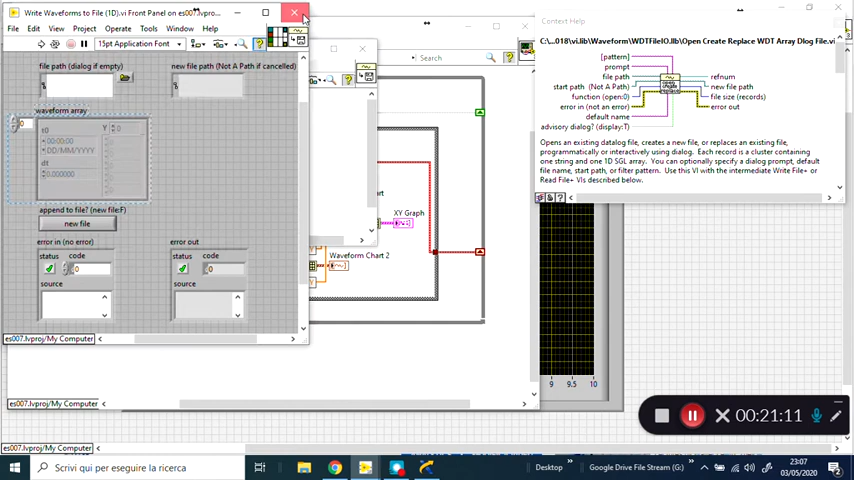 Write Waveforms to File (1D).vi Front Panel on es007.lvpro...
File Edit View Project Operate Tools Window Help
15pt Application Font
file path (dialog if empty)
new file path (Not A Path if cancelled)
waveform array
0
t0
00:00:00
DD/MM/YYYY
dt
0.000000
Y
0
append to file? (new file:F)
new file
error in (no error)
status code
0
source
error out
status code
0
source
es007.lvproj/My Computer
Search
XY Graph
Waveform Chart 2
es007.lvproj/My Computer
es007.lvproj/My Computer
Context Help
C:\...018\vi.lib\Waveform\WDTFileIO.llb\Open Create Replace WDT Array Dlog File.vi
[pattern]
prompt
file path
start path (Not A Path)
function (open:0)
error in (not an error)
default name
advisory dialog? (display:T)
refnum
new file path
file size (records)
error out
Opens an existing datalog file, creates a new file, or replaces an existing file,
programmatically or interactively using dialog. Each record is a cluster containing
one string and one 1D SGL array. You can optionally specify a dialog prompt, default
file name, start path, or filter pattern. Use this VI with the intermediate Write File+ or
Read File+ VIs described below.
9 9.5 10
00:21:11
Scrivi qui per eseguire la ricerca
Desktop
Google Drive File Stream (G:)
23:07
03/05/2020